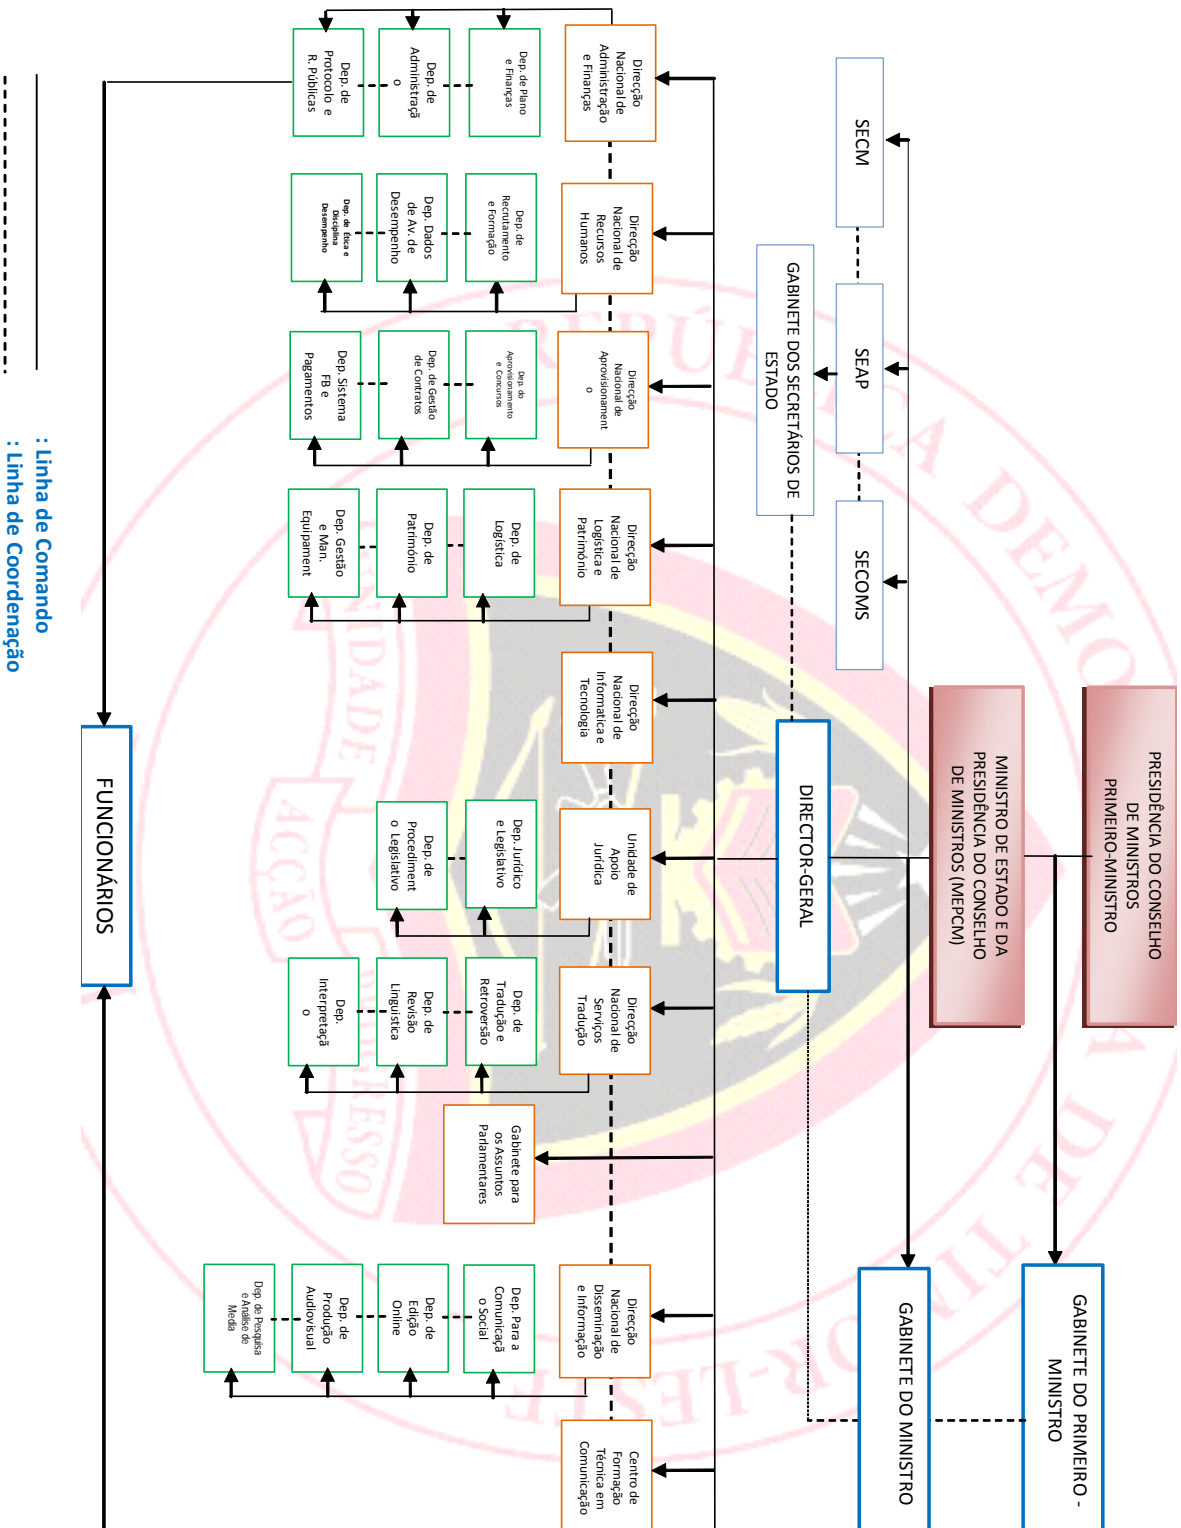 PRESIDÊNCIA DO CONSELHO
DE MINISTROS
PRIMEIRO-MINISTRO
GABINETE DO PRIMEIRO -
MINISTRO
MINISTRO DE ESTADO E DA
PRESIDÊNCIA DO CONSELHO
DE MINISTROS (MEPCM)
GABINETE DO MINISTRO
SECM
SEAP
SECOMS
GABINETE DOS SECRETÁRIOS DE
ESTADO
DIRECTOR-GERAL
Direcção
Nacional de
Administração
e Finanças
Direcção
Nacional de
Recursos
Humanos
Direcção
Nacional de
Aprovisionament
o
Direcção
Nacional de
Logística e
Património
Direcção
Nacional de
Informatica e
Tecnologia
Unidade de
Apoio
Jurídica
Direcção
Nacional de
Serviços
Tradução
Gabinete para
os Assuntos
Parlamentares
Direcção
Nacional de
Disseminação
e Informação
Centro de
Formação
Técnica em
Comunicação
Dep. de Plano
e Finanças
Dep. de
Administraçã
o
Dep. de
Protocolo e
R. Públicas
Dep. de
Recrutamento
e Formação
Dep. Dados
de Av. de
Desempenho
Dep. de Ética e
Disciplina
Desempenho
Dep. do
Aprovisionamento
e Concursos
Dep. de Gestão
de Contratos
Dep. Sistema
FB e
Pagamentos
Dep. de
Logística
Dep. de
Património
Dep. Gestão
e Man.
Equipament
Dep. Jurídico
e Legislativo
Dep. de
Procediment
o Legislativo
Dep. de
Tradução e
Retroversão
Dep. de
Revisão
Linguistica
Dep.
Interpretaçã
o
Dep. Para a
Comunicaçã
o Social
Dep. de
Edição
Online
Dep. de
Produção
Audiovisual
Dep. de Pesquisa
e Análise de
Media
FUNCIONÁRIOS
: Linha de Comando
: Linha de Coordenação
REPÚBLICA DEMO
A DE TIMOR-LESTE
UNIDADE
ACÇÃO